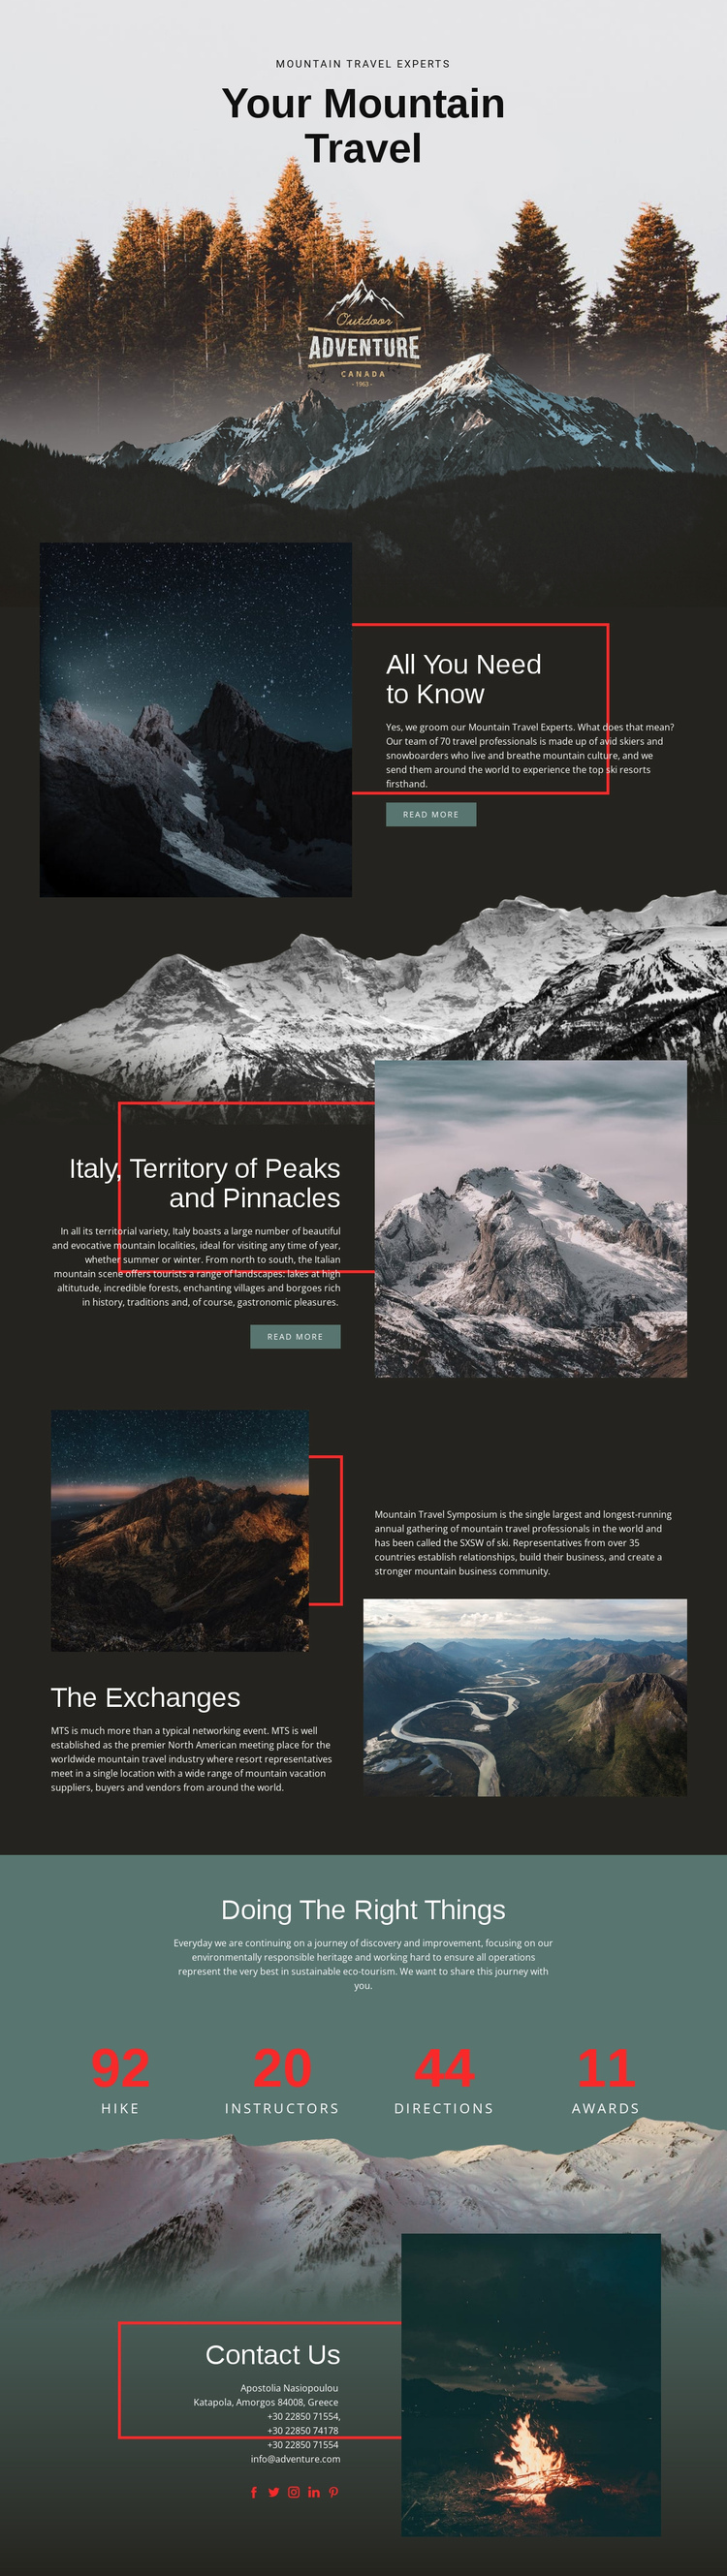 MOUNTAIN TRAVEL EXPERTS
Your Mountain
Travel
Outdoor
ADVENTURE
CANADA
- 1963 -
All You Need
to Know
Yes, we groom our Mountain Travel Experts. What does that mean?
Our team of 70 travel professionals is made up of avid skiers and
snowboarders who live and breathe mountain culture, and we
send them around the world to experience the top ski resorts
firsthand.
READ MORE
Italy, Territory of Peaks
and Pinnacles
In all its territorial variety, Italy boasts a large number of beautiful
and evocative mountain localities, ideal for visiting any time of year,
whether summer or winter. From north to south, the Italian
mountain scene offers tourists a range of landscapes: lakes at high
altitutude, incredible forests, enchanting villages and borgoes rich
in history, traditions and, of course, gastronomic pleasures.
READ MORE
Mountain Travel Symposium is the single largest and longest-running
annual gathering of mountain travel professionals in the world and
has been called the SXSW of ski. Representatives from over 35
countries establish relationships, build their business, and create a
stronger mountain business community.
The Exchanges
MTS is much more than a typical networking event. MTS is well
established as the premier North American meeting place for the
worldwide mountain travel industry where resort representatives
meet in a single location with a wide range of mountain vacation
suppliers, buyers and vendors from around the world.
Doing The Right Things
Everyday we are continuing on a journey of discovery and improvement, focusing on our
environmentally responsible heritage and working hard to ensure all operations
represent the very best in sustainable eco-tourism. We want to share this journey with
you.
92
HIKE
20
INSTRUCTORS
44
DIRECTIONS
11
AWARDS
Contact Us
Apostolia Nasiopoulou
Katapola, Amorgos 84008, Greece
+30 22850 71554,
+30 22850 74178
+30 22850 71554
info@adventure.com